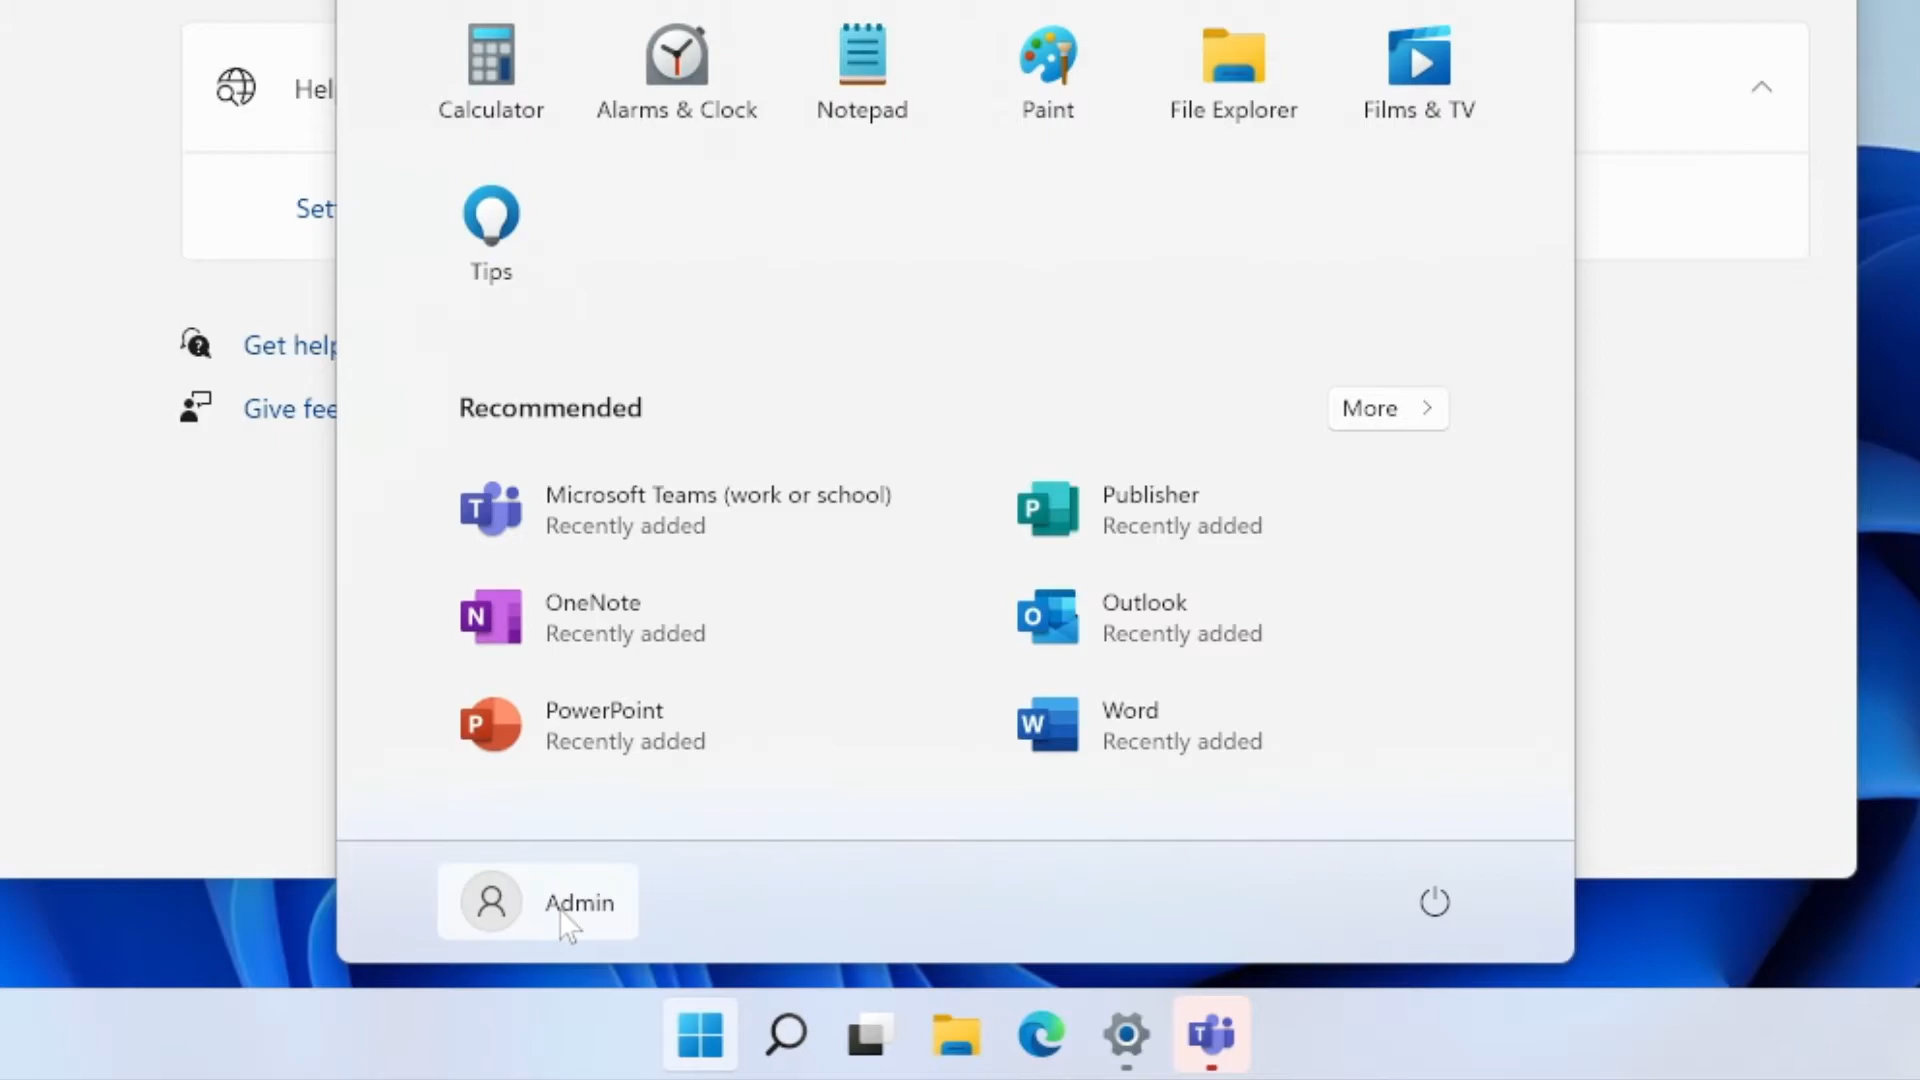 Calculator
Alarms & Clock
Notepad
Paint
File Explorer
Films & TV
Hel
Set
Tips
Get help
Give fee
Recommended
More
Microsoft Teams (work or school)
Recently added
Publisher
Recently added
OneNote
Recently added
Outlook
Recently added
PowerPoint
Recently added
Word
Recently added
Admin